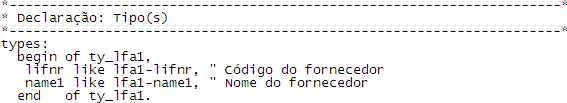 *---------------------------------------------------------------------*
* Declaração: Tipo(s)
*---------------------------------------------------------------------*
types:
  begin of ty_lfa1,
   lifnr like lfa1-lifnr, " Código do fornecedor
   name1 like lfa1-name1, " Nome do fornecedor
  end   of ty_lfa1.